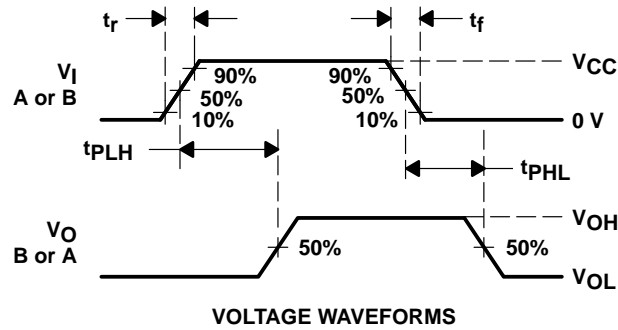 tr
tf
VI
A or B
90%
50%
10%
90%
50%
10%
VCC
0 V
tPLH
tPHL
VO
B or A
50%
50%
VOH
VOL
VOLTAGE WAVEFORMS